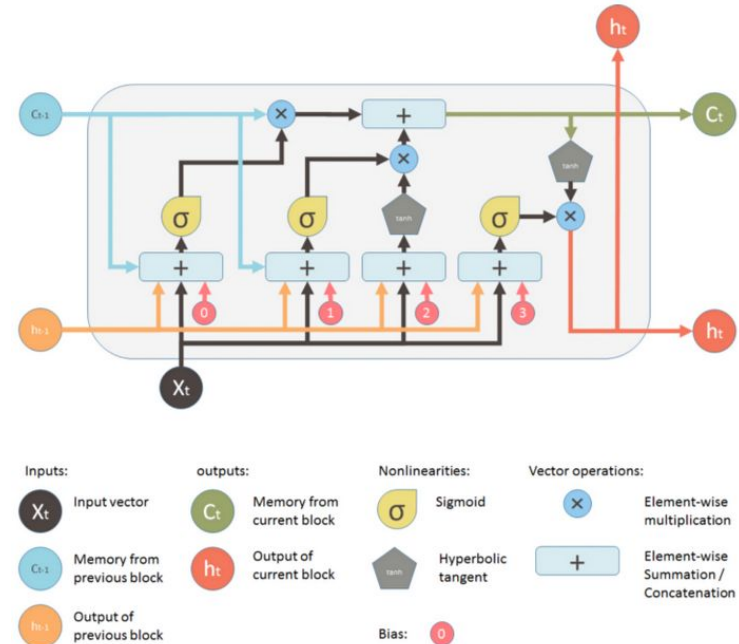 ht
Ct-1
×
+
Ct
×
tanh
σ
σ
tanh
σ
×
+
+
+
+
ht-1
0
1
2
3
ht
Xt
Inputs:
outputs:
Nonlinearities:
Vector operations:
Xt
Input vector
Ct
Memory from
current block
σ
Sigmoid
×
Element-wise
multiplication
Ct-1
Memory from
previous block
ht
Output of
current block
tanh
Hyperbolic
tangent
+
Element-wise
Summation /
Concatenation
ht-1
Output of
previous block
Bias:
0